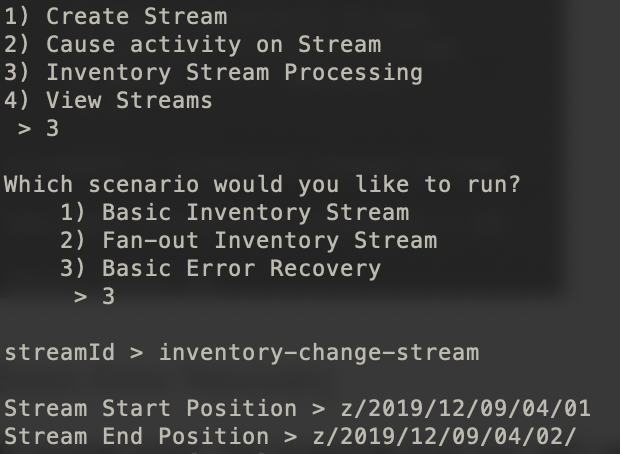 1) Create Stream
2) Cause activity on Stream
3) Inventory Stream Processing
4) View Streams
> 3
Which scenario would you like to run?
1) Basic Inventory Stream
2) Fan-out Inventory Stream
3) Basic Error Recovery
> 3
streamId > inventory-change-stream
Stream Start Position > z/2019/12/09/04/01
Stream End Position > z/2019/12/09/04/02/